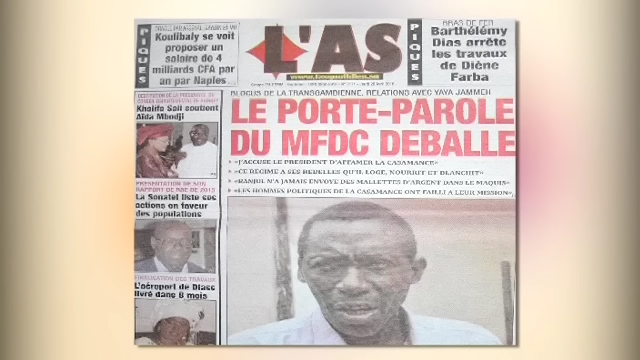 PIQUES
Koulibaly se voit
proposer un
salaire de 4
milliards CFA par
an par Naples...
L'AS
PIQUES
BRAS DE FER
Barthélémy
Dias arrête
les travaux
de Diène
Farba
BLOCUS DE LA TRANSGAMBIENNE, RELATIONS AVEC YAYA JAMMEH
LE PORTE-PAROLE
DU MFDC DEBALLE
«J'ACCUSE LE PRESIDENT D'AFFAMER LA CASAMANCE»
«CE REGIME A SES REBELLES QU'IL LOGE, NOURRIT ET BLANCHIT»
«BANJUL N'A JAMAIS ENVOYE DES MALLETTES D'ARGENT DANS LE MAQUIS»
«LES HOMMES POLITIQUES DE LA CASAMANCE ONT FAILLI A LEUR MISSION»
Khalifa Sall soutient
Aïda Mbodji
PRESENTATION DE SON
RAPPORT DE RSE DE 2015
La Sonatel liste ses
actions en faveur
des populations
FINALISATION DES TRAVAUX
L'aéroport de Diass
livré dans 8 mois